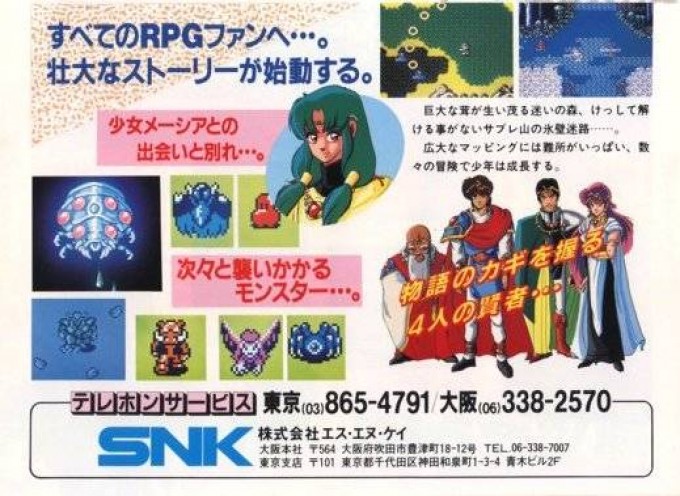 すべてのRPGファンへ…。
壮大なストーリーが始動する。
巨大な茸が生い茂る迷いの森、けっして解
ける事がないサブレ山の氷壁迷路……。
広大なマッピングには難所がいっぱい、数
々の冒険で少年は成長する。
少女メーシアとの
出会いと別れ…。
次々と襲いかかる
モンスター…。
物語のカギを握る
4人の賢者…
テレホンサービス 東京(03)865-4791/大阪(06)338-2570
SNK 株式会社エス・エヌ・ケイ
大阪本社 〒564 大阪府吹田市豊津町18-12号 TEL.06-338-7007
東京支店 〒101 東京都千代田区神田和泉町1-3-4 青木ビル2F